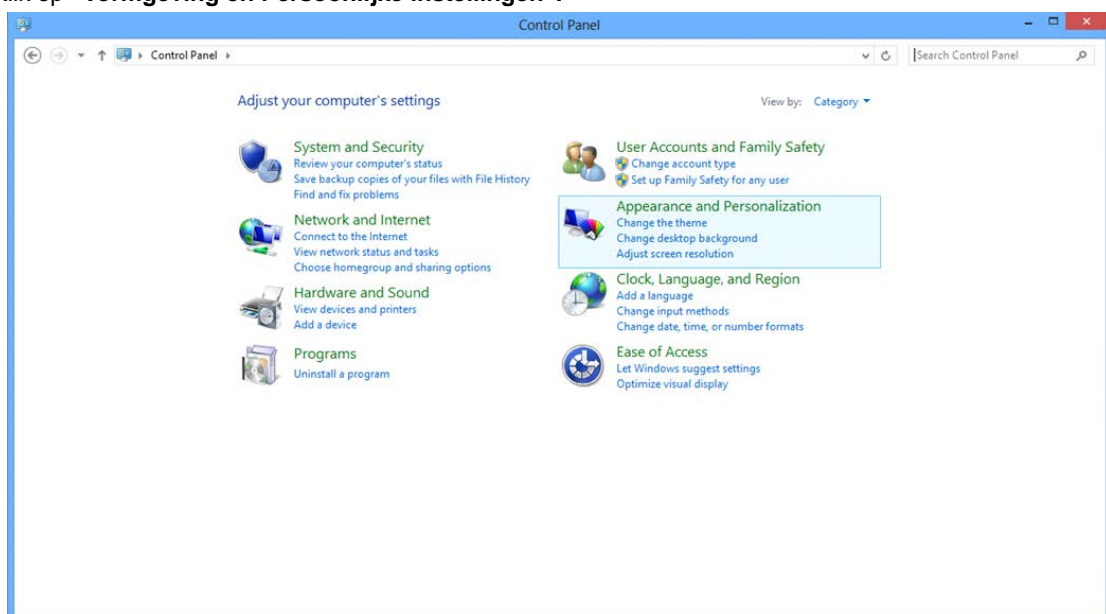 op "Vormgeving en Persoonlijke Instellingen".
Control Panel
Control Panel
Search Control Panel
Adjust your computer's settings
View by: Category
System and Security
Review your computer's status
Save backup copies of your files with File History
Find and fix problems
Network and Internet
Connect to the Internet
View network status and tasks
Choose homegroup and sharing options
Hardware and Sound
View devices and printers
Add a device
Programs
Uninstall a program
User Accounts and Family Safety
Change account type
Set up Family Safety for any user
Appearance and Personalization
Change the theme
Change desktop background
Adjust screen resolution
Clock, Language, and Region
Add a language
Change input methods
Change date, time, or number formats
Ease of Access
Let Windows suggest settings
Optimize visual display